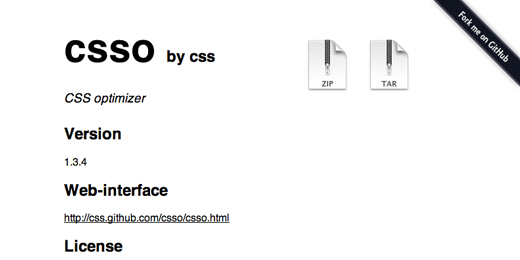 csso by css
ZIP
TAR
Fork me on GitHub
CSS optimizer
Version
1.3.4
Web-interface
http://css.github.com/csso/csso.html
License